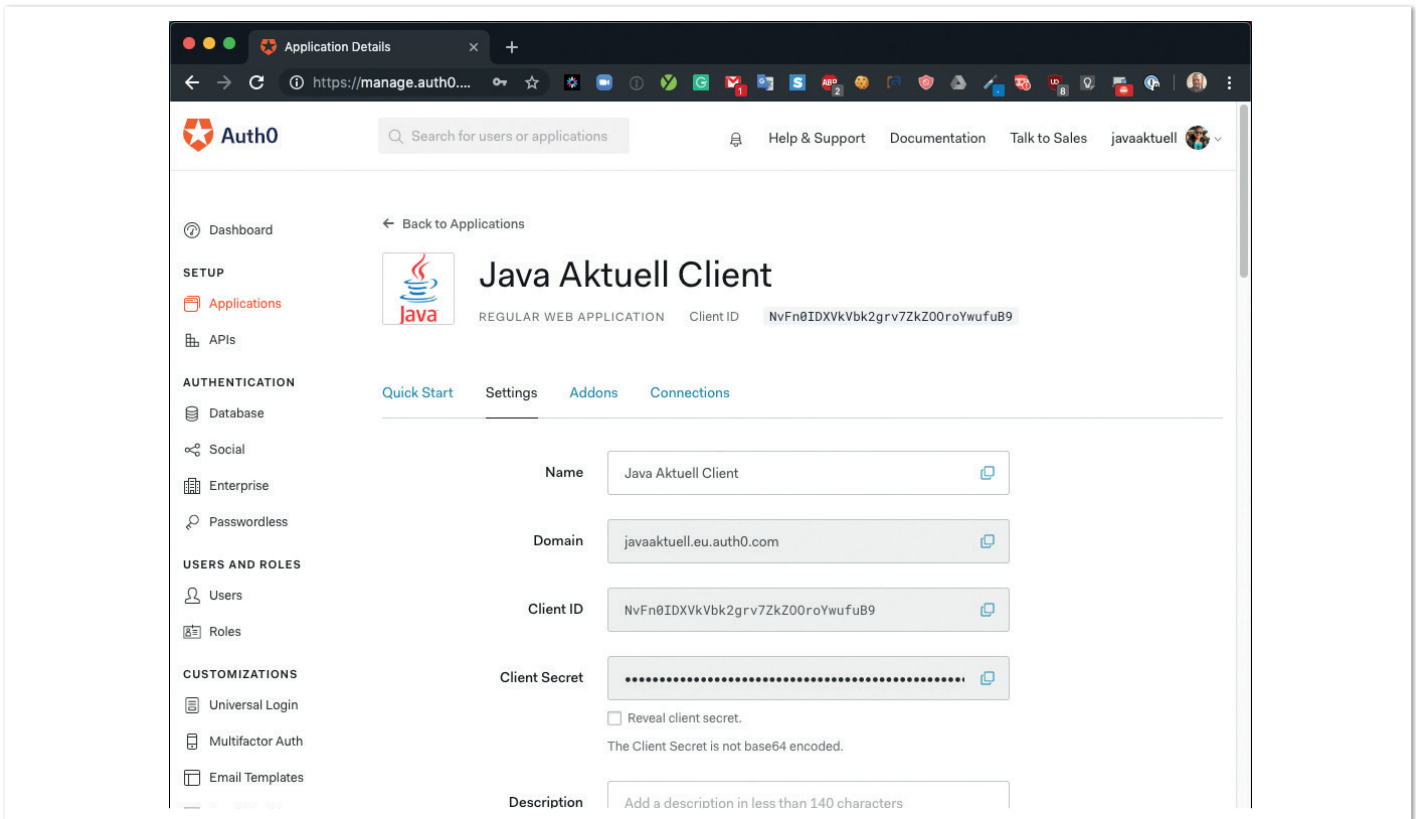 Application Details
https://manage.auth0....
Auth0
Search for users or applications
Help & Support
Documentation
Talk to Sales
javaaktuell
Dashboard
SETUP
Applications
APIs
AUTHENTICATION
Database
Social
Enterprise
Passwordless
USERS AND ROLES
Users
Roles
CUSTOMIZATIONS
Universal Login
Multifactor Auth
Email Templates
← Back to Applications
Java
Java Aktuell Client
REGULAR WEB APPLICATION Client ID NvFn0IDXVkVbk2grv7ZkZOOroYwufuB9
Quick Start Settings Addons Connections
Name Java Aktuell Client
Domain javaaktuell.eu.auth0.com
Client ID NvFn0IDXVkVbk2grv7ZkZOOroYwufuB9
Client Secret ••••••••••••••••••••••••••••••••••••••••••••••••
Reveal client secret.
The Client Secret is not base64 encoded.
Description Add a description in less than 140 characters